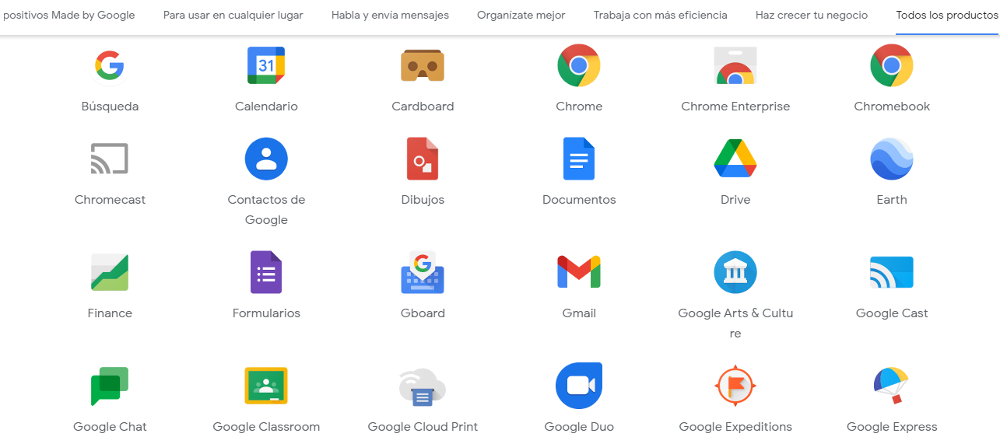 positivos Made by Google Para usar en cualquier lugar Habla y envía mensajes Organízate mejor Trabaja con más eficiencia Haz crecer tu negocio Todos los productos
31
Búsqueda Calendario Cardboard Chrome Chrome Enterprise Chromebook
Chromecast Contactos de Dibujos Documentos Drive Earth
Google
G
Finance Formularios Gboard Gmail Google Arts & Cultu Google Cast
re
Google Chat Google Classroom Google Cloud Print Google Duo Google Expeditions Google Express